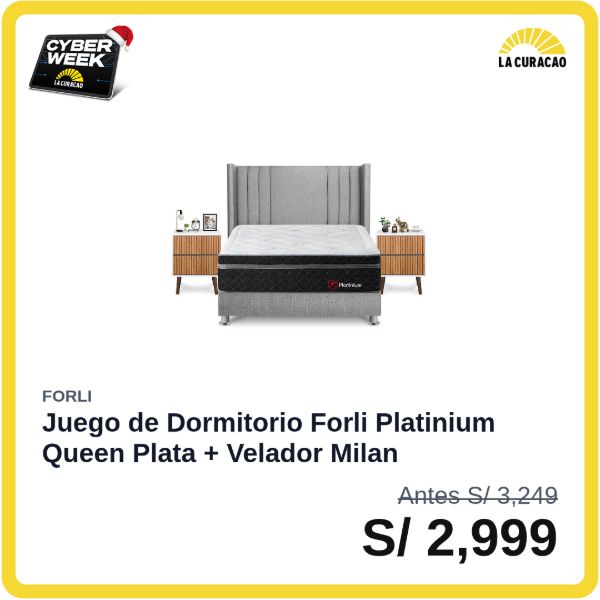 CYBER
WEEK
LA CURACAO
LA CURACAO
Platinium
FORLI
Juego de Dormitorio Forli Platinium
Queen Plata + Velador Milan
Antes S/ 3,249
S/ 2,999